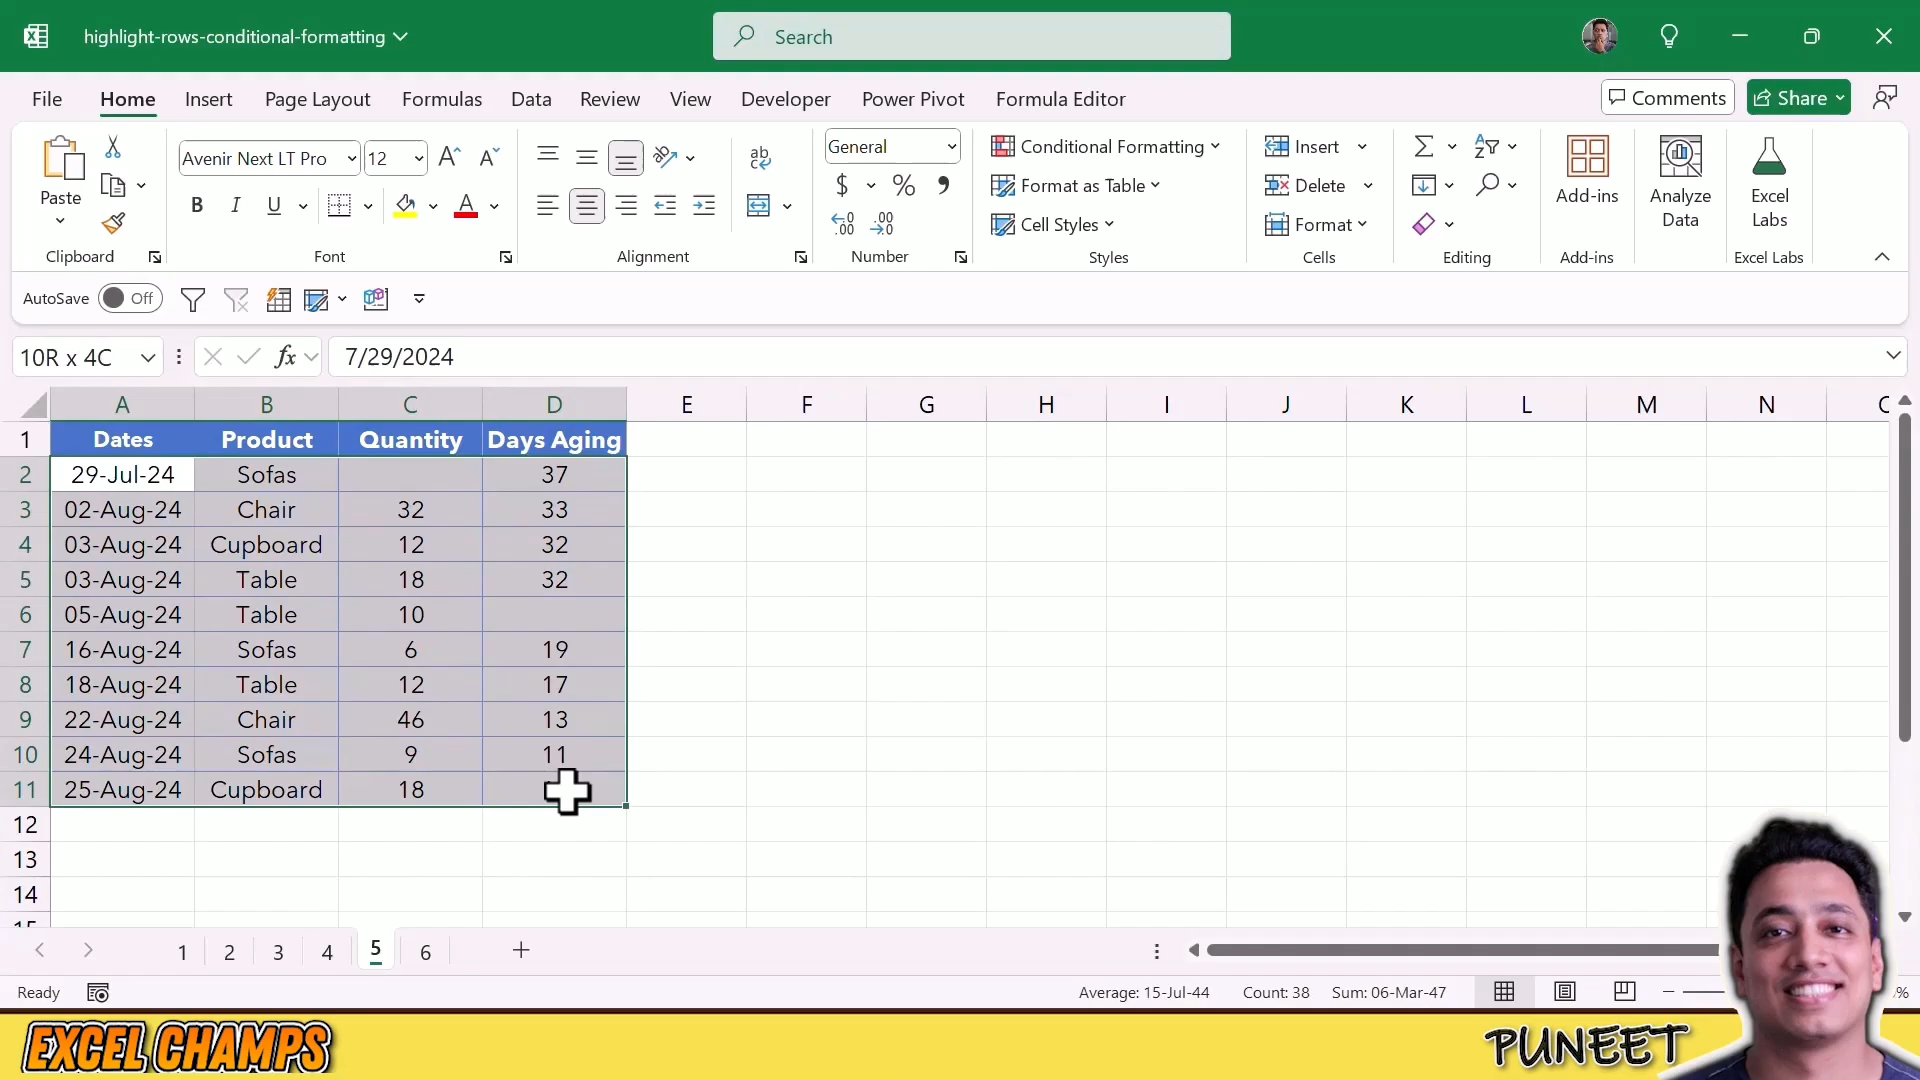 highlight-rows-conditional-formatting
Search
File Home Insert Page Layout Formulas Data Review View Developer Power Pivot Formula Editor
Comments Share
Paste
Avenir Next LT Pro 12
B I U A
ab
General
$ % ,
Conditional Formatting
Format as Table
Cell Styles
Insert
Delete
Format
Add-ins
Analyze
Data
Excel
Labs
Clipboard Font Alignment Number Styles Cells Editing Add-ins Excel Labs
AutoSave Off
10R x 4C fx 7/29/2024
A B C D E F G H I J K L M N
1 Dates Product Quantity Days Aging
2 29-Jul-24 Sofas 37
3 02-Aug-24 Chair 32 33
4 03-Aug-24 Cupboard 12 32
5 03-Aug-24 Table 18 32
6 05-Aug-24 Table 10
7 16-Aug-24 Sofas 6 19
8 18-Aug-24 Table 12 17
9 22-Aug-24 Chair 46 13
10 24-Aug-24 Sofas 9 11
11 25-Aug-24 Cupboard 18
12
13
14
1 2 3 4 5 6
Ready Average: 15-Jul-44 Count: 38 Sum: 06-Mar-47 %
EXCEL CHAMPS PUNEET